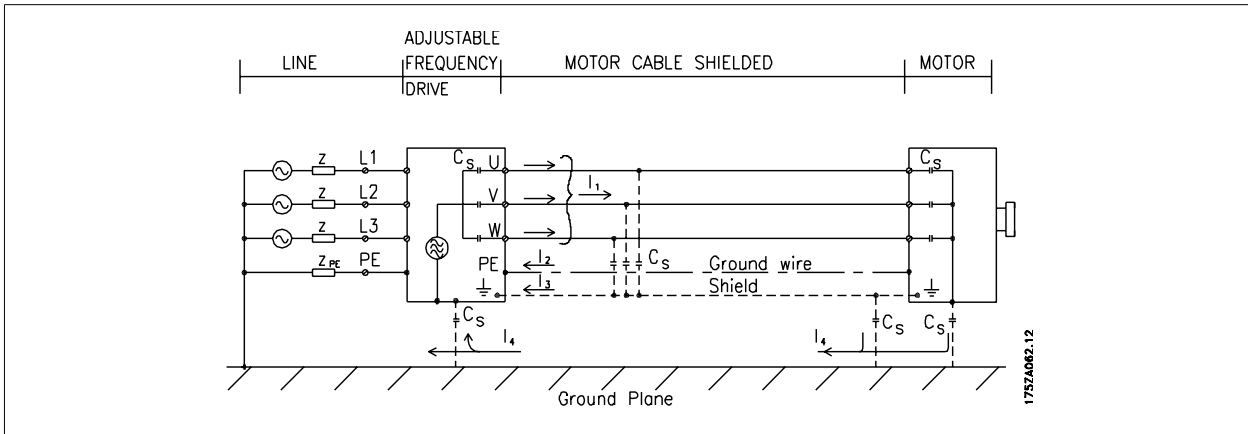 ADJUSTABLE
LINE FREQUENCY MOTOR CABLE SHIELDED MOTOR
DRIVE
Z L1 CS U CS
I1
Z L2 V
Z L3 W
ZPE PE PE I2 CS Ground wire
I3 Shield
CS CS CS
I4 I4
Ground Plane
175ZA062.12